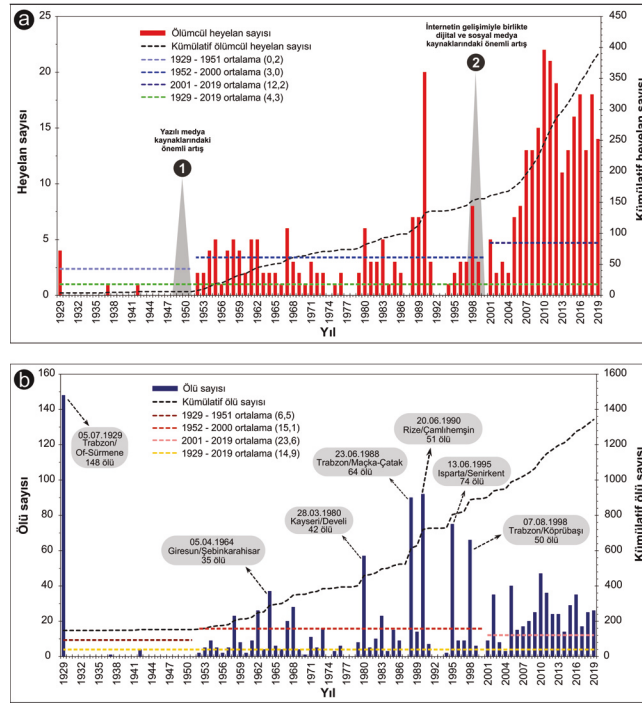 a
İnternetin gelişimiyle birlikte
dijital ve sosyal medya
kaynaklarındaki önemli artış
2
Yazılı medya
kaynaklarındaki
önemli artış
1
Ölümcül heyelan sayısı
Kümülatif ölümcül heyelan sayısı
1929 - 1951 ortalama (0,2)
1952 - 2000 ortalama (3,0)
2001 - 2019 ortalama (12,2)
1929 - 2019 ortalama (4,3)
Heyelan sayısı
25
20
15
10
5
0
Kümülatif heyelan sayısı
450
400
350
300
250
200
150
100
50
0
1929 1932 1935 1938 1941 1944 1947 1950 1953 1956 1959 1962 1965 1968 1971 1974 1977 1980 1983 1986 1989 1992 1995 1998 2001 2004 2007 2010 2013 2016 2019
Yıl
b
Ölü sayısı
Kümülatif ölü sayısı
1929 - 1951 ortalama (6,5)
1952 - 2000 ortalama (15,1)
2001 - 2019 ortalama (23,6)
1929 - 2019 ortalama (14,9)
05.07.1929
Trabzon/
Of-Sürmene
148 ölü
05.04.1964
Giresun/Şebinkarahisar
35 ölü
28.03.1980
Kayseri/Develi
42 ölü
23.06.1988
Trabzon/Maçka-Çatak
64 ölü
20.06.1990
Rize/Çamlıhemşin
51 ölü
13.06.1995
Isparta/Senirkent
74 ölü
07.08.1998
Trabzon/Köprübaşı
50 ölü
Ölü sayısı
160
140
120
100
80
60
40
20
0
Kümülatif ölü sayısı
1600
1400
1200
1000
800
600
400
200
0
1929 1932 1935 1938 1941 1944 1947 1950 1953 1956 1959 1962 1965 1968 1971 1974 1977 1980 1983 1986 1989 1992 1995 1998 2001 2004 2007 2010 2013 2016 2019
Yıl